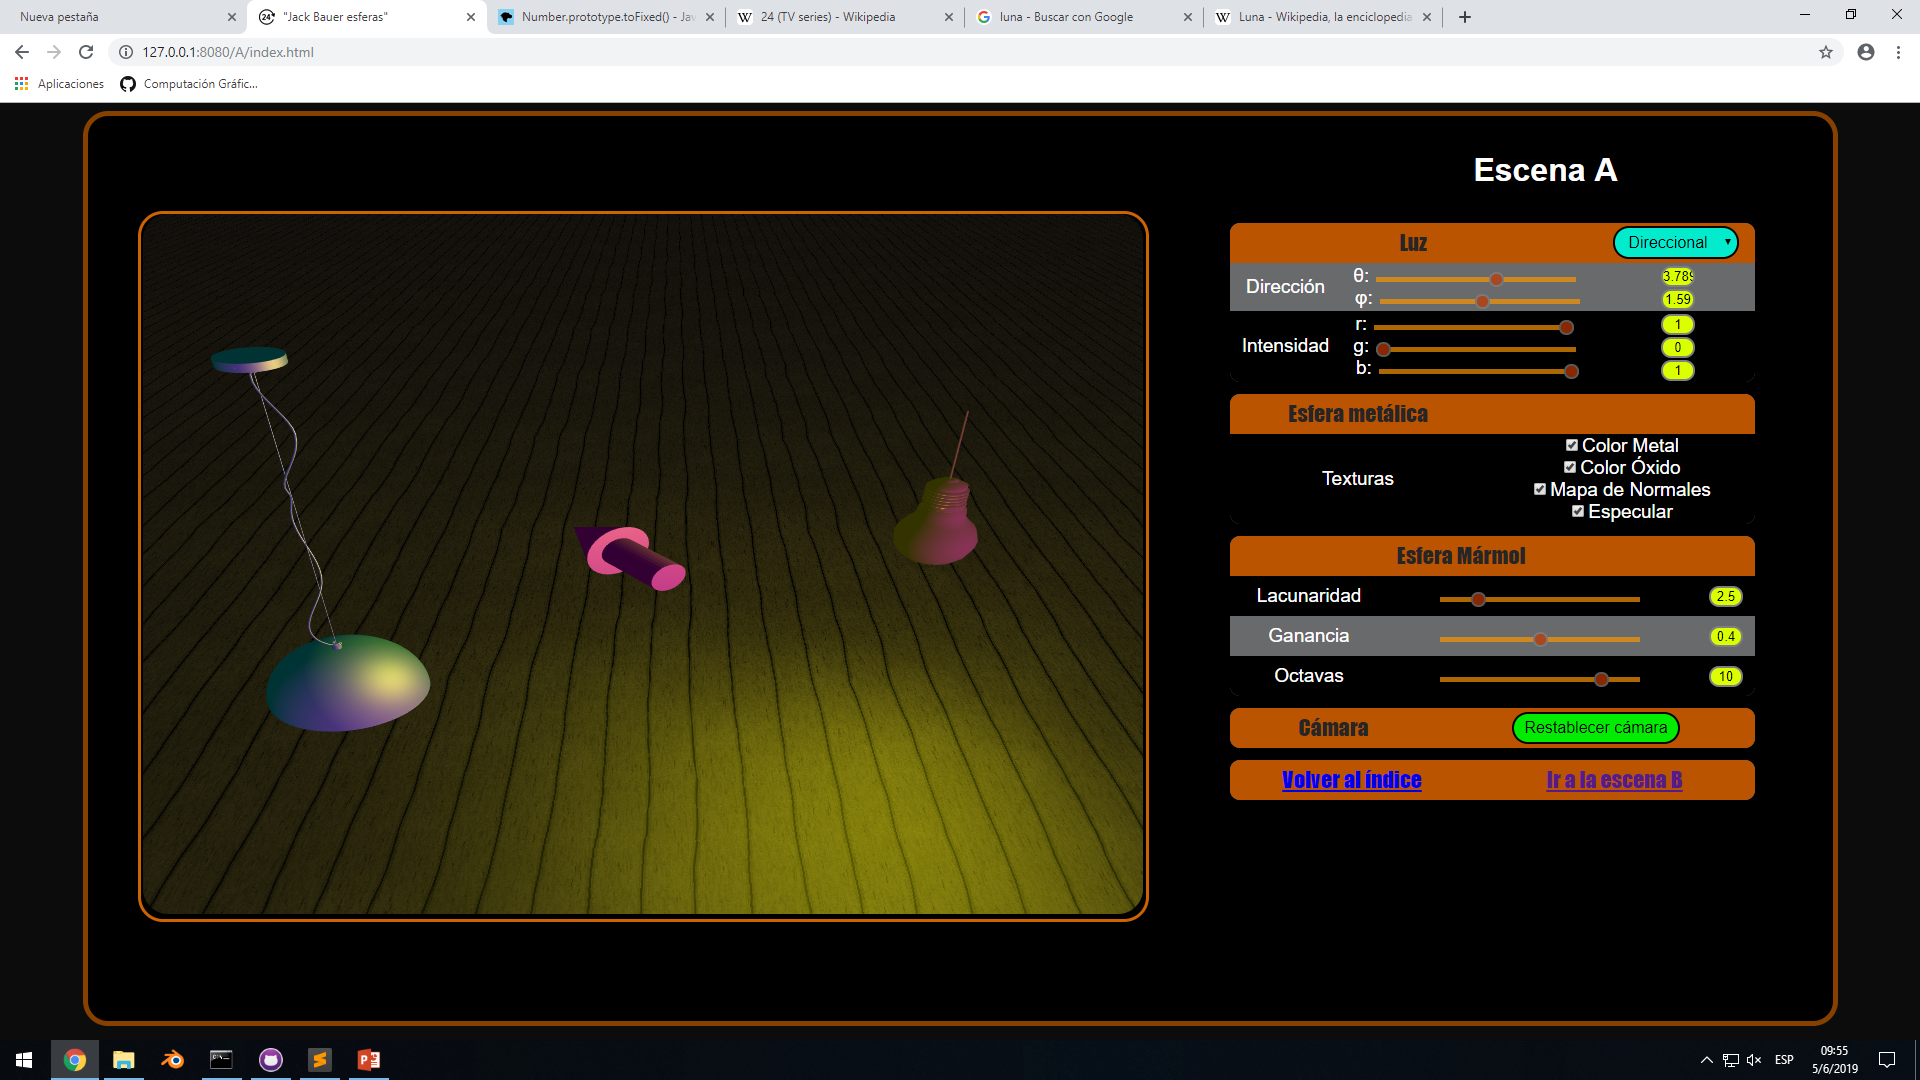 Nueva pestaña
"Jack Bauer esferas"
Number.prototype.toFixed() - Jav
24 (TV series) - Wikipedia
luna - Buscar con Google
Luna - Wikipedia, la enciclopedia
127.0.0.1:8080/A/index.html
Aplicaciones
Computación Gráfic...
Escena A
Luz
Direccional
Dirección
θ:
3.789
φ:
1.59
Intensidad
r:
1
g:
0
b:
1
Esfera metálica
Texturas
Color Metal
Color Óxido
Mapa de Normales
Especular
Esfera Mármol
Lacunaridad
2.5
Ganancia
0.4
Octavas
10
Cámara
Restablecer cámara
Volver al índice
Ir a la escena B
ESP
09:55
5/6/2019